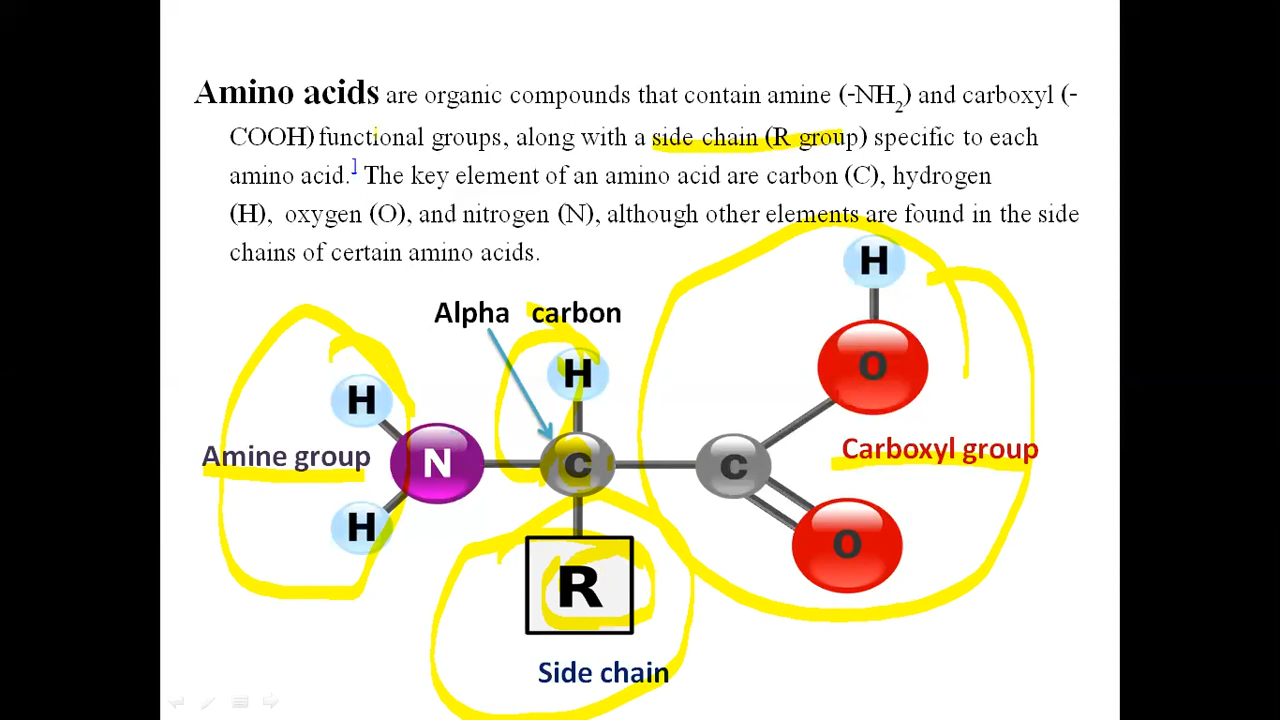 Amino acids are organic compounds that contain amine (-NH2) and carboxyl (-
COOH) functional groups, along with a side chain (R group) specific to each
amino acid.] The key element of an amino acid are carbon (C), hydrogen
(H), oxygen (O), and nitrogen (N), although other elements are found in the side
chains of certain amino acids.
H
Alpha carbon
H
O
H
Amine group
N
C
C
Carboxyl group
H
O
R
Side chain